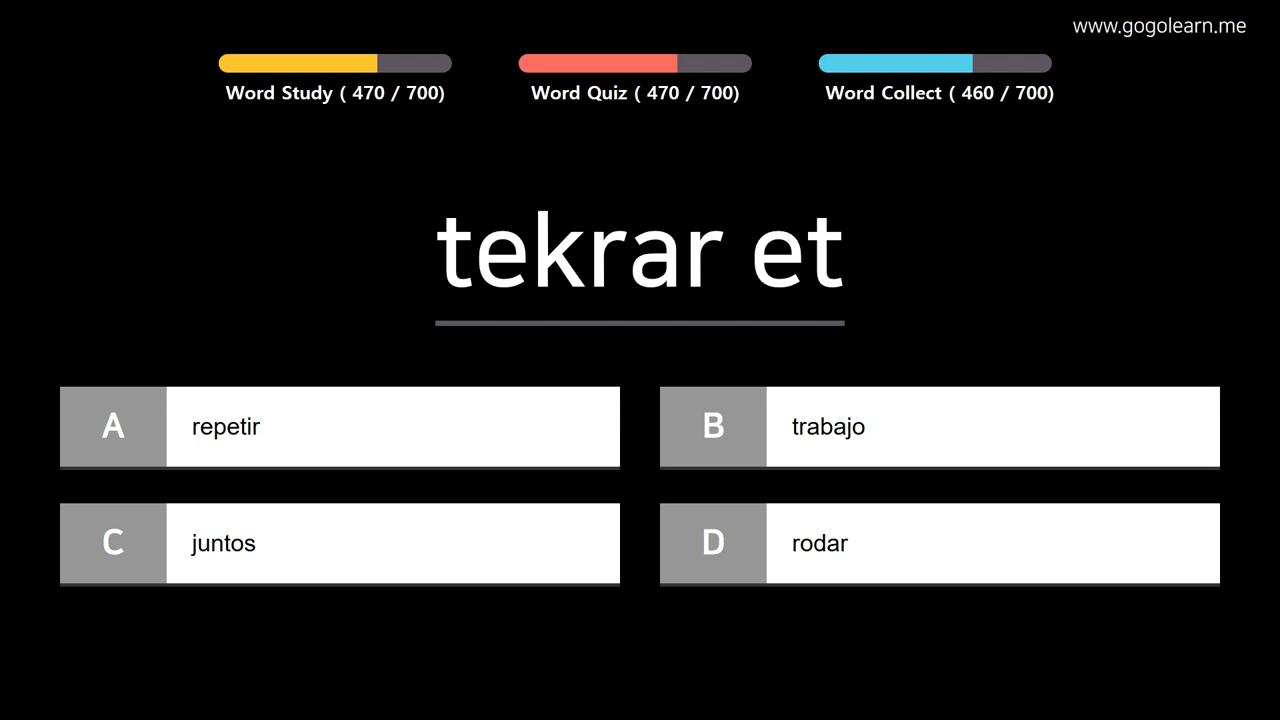 www.gogolearn.me
Word Study ( 470 / 700)
Word Quiz ( 470 / 700)
Word Collect ( 460 / 700)
tekrar et
A repetir
B trabajo
C juntos
D rodar